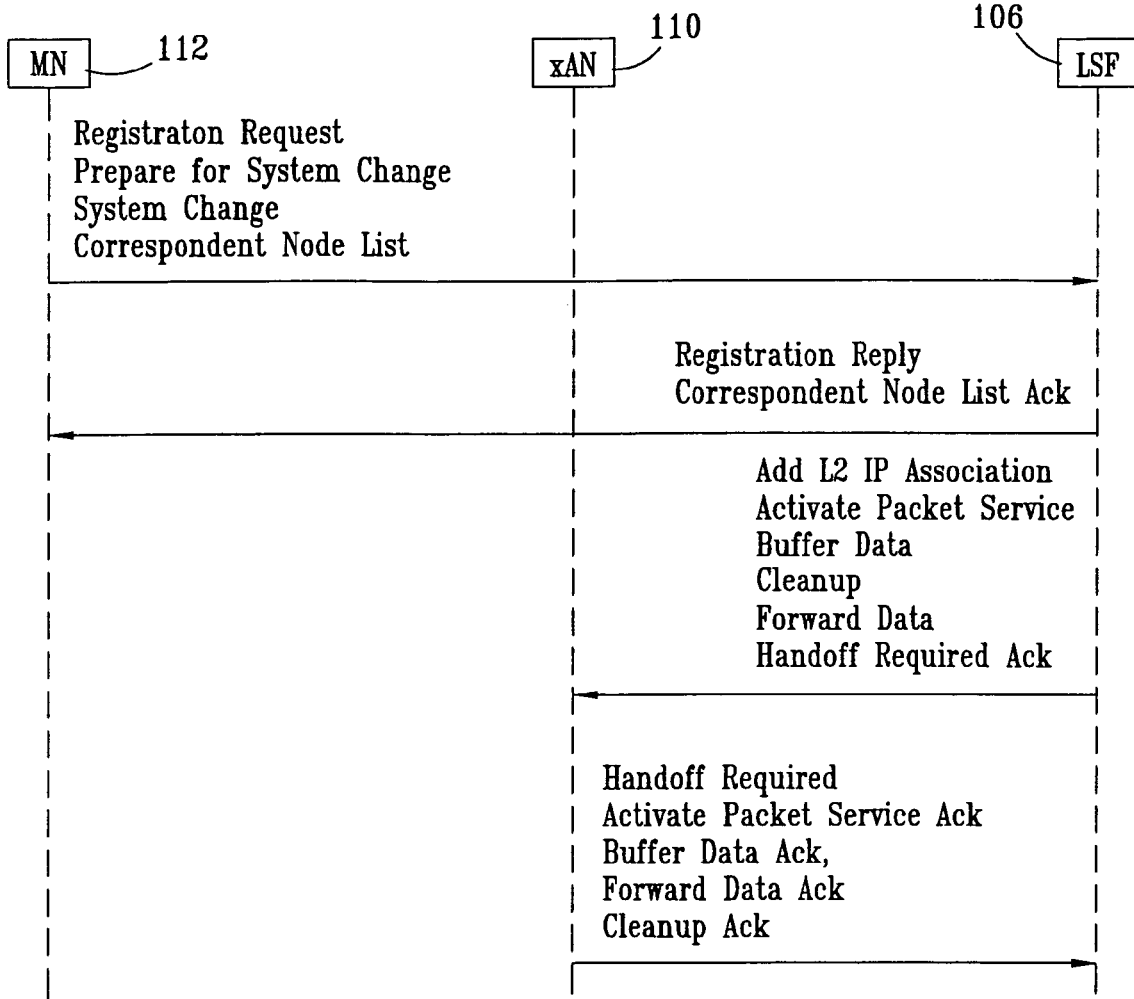 112
110
106
MN
xAN
LSF
Registraton Request
Prepare for System Change
System Change
Correspondent Node List
Registration Reply
Correspondent Node List Ack
Add L2 IP Association
Activate Packet Service
Buffer Data
Cleanup
Forward Data
Handoff Required Ack
Handoff Required
Activate Packet Service Ack
Buffer Data Ack,
Forward Data Ack
Cleanup Ack